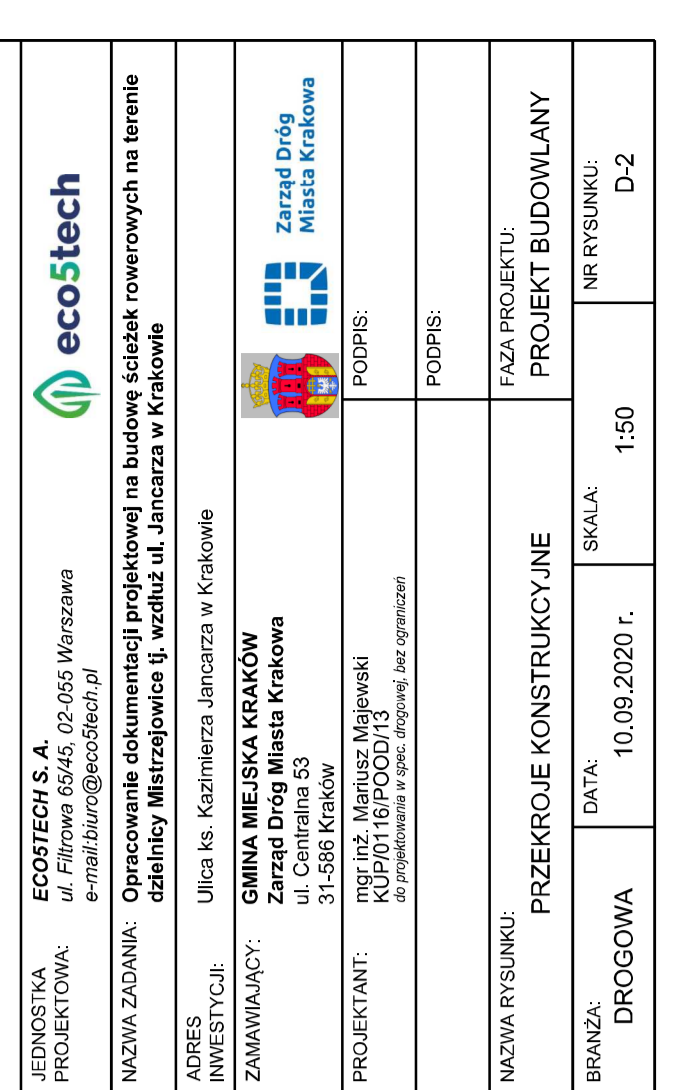 JEDNOSTKA
PROJEKTOWA:
ECO5TECH S. A.
ul. Filtrowa 65/45, 02-055 Warszawa
e-mail:biuro@eco5tech.pl
eco5tech
NAZWA ZADANIA:
Opracowanie dokumentacji projektowej na budowę ścieżek rowerowych na terenie
dzielnicy Mistrzejowice tj. wzdłuż ul. Jancarza w Krakowie
ADRES
INWESTYCJI:
Ulica ks. Kazimierza Jancarza w Krakowie
ZAMAWIAJĄCY:
GMINA MIEJSKA KRAKÓW
Zarząd Dróg Miasta Krakowa
ul. Centralna 53
31-586 Kraków
Zarząd Dróg
Miasta Krakowa
PROJEKTANT:
mgr inż. Mariusz Majewski
KUP/0116/POOD/13
do projektowania w spec. drogowej, bez ograniczeń
PODPIS:
PODPIS:
NAZWA RYSUNKU:
PRZEKROJE KONSTRUKCYJNE
FAZA PROJEKTU:
PROJEKT BUDOWLANY
BRANŻA:
DROGOWA
DATA:
10.09.2020 r.
SKALA:
1:50
NR RYSUNKU:
D-2